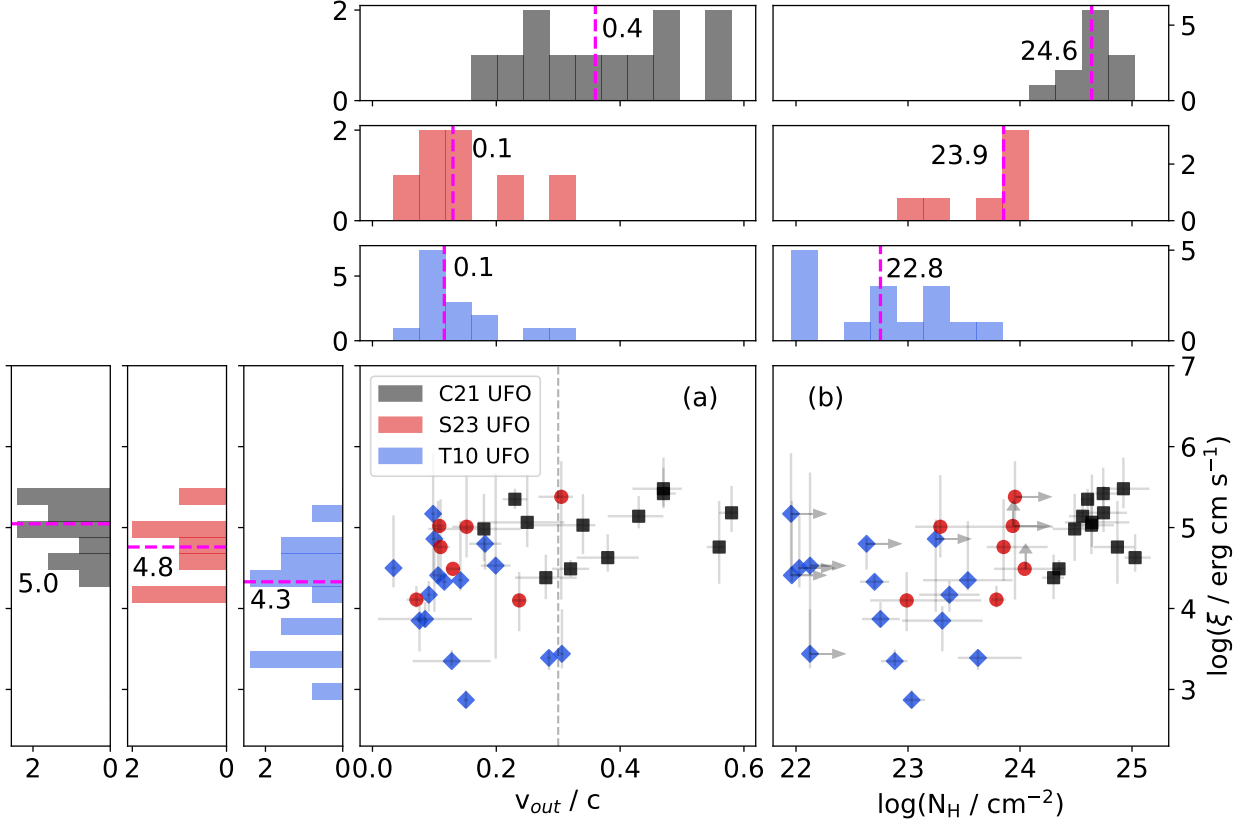 2
0
0.4
24.6
5
0
2
0
0.1
23.9
2
0
5
0
0.1
22.8
5
0
C21 UFO
S23 UFO
T10 UFO
(a)
(b)
7
6
5
4
3
log(ξ / erg cm s⁻¹)
5.0
4.8
4.3
2 0
2 0
2 0
0.0 0.2 0.4 0.6
22 23 24 25
v_out / c
log(N_H / cm⁻²)